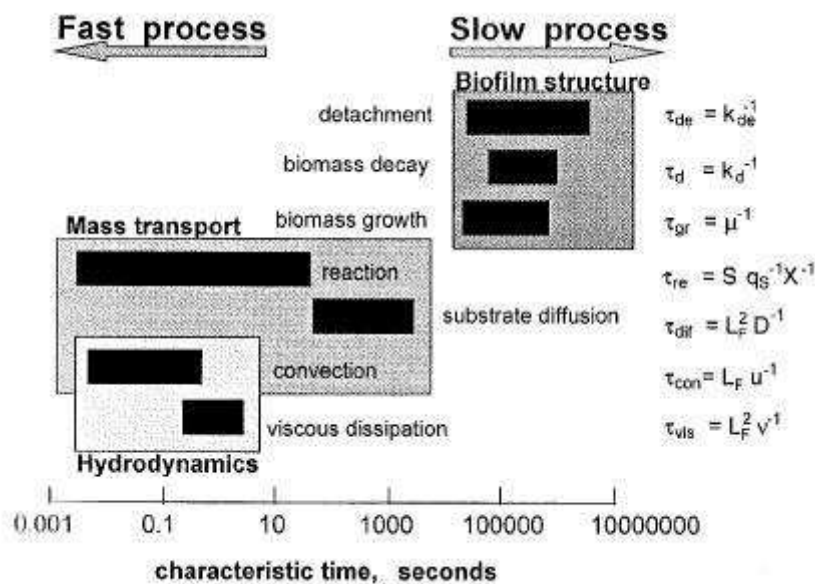 Fast process Slow process
Biofilm structure
detachment τde = kde⁻¹
biomass decay τd = kd⁻¹
Mass transport biomass growth τgr = μ⁻¹
reaction τre = S qS⁻¹X⁻¹
substrate diffusion τdif = LF² D⁻¹
convection τcon= LF u⁻¹
viscous dissipation τvis = LF² ν⁻¹
Hydrodynamics
0.001 0.1 10 1000 100000 10000000
characteristic time, seconds